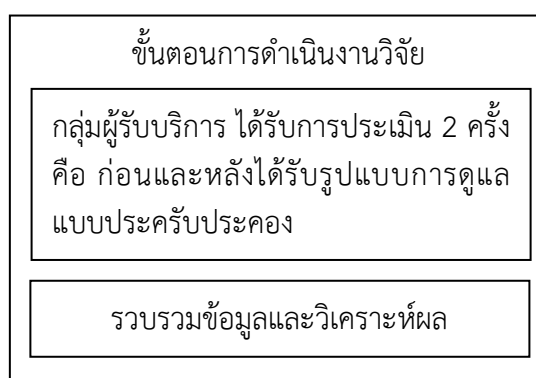 ขั้นตอนการดำเนินงานวิจัย
กลุ่มผู้รับบริการ ได้รับการประเมิน 2 ครั้ง
คือ ก่อนและหลังได้รับรูปแบบการดูแล
แบบประครับประคอง
รวบรวมข้อมูลและวิเคราะห์ผล